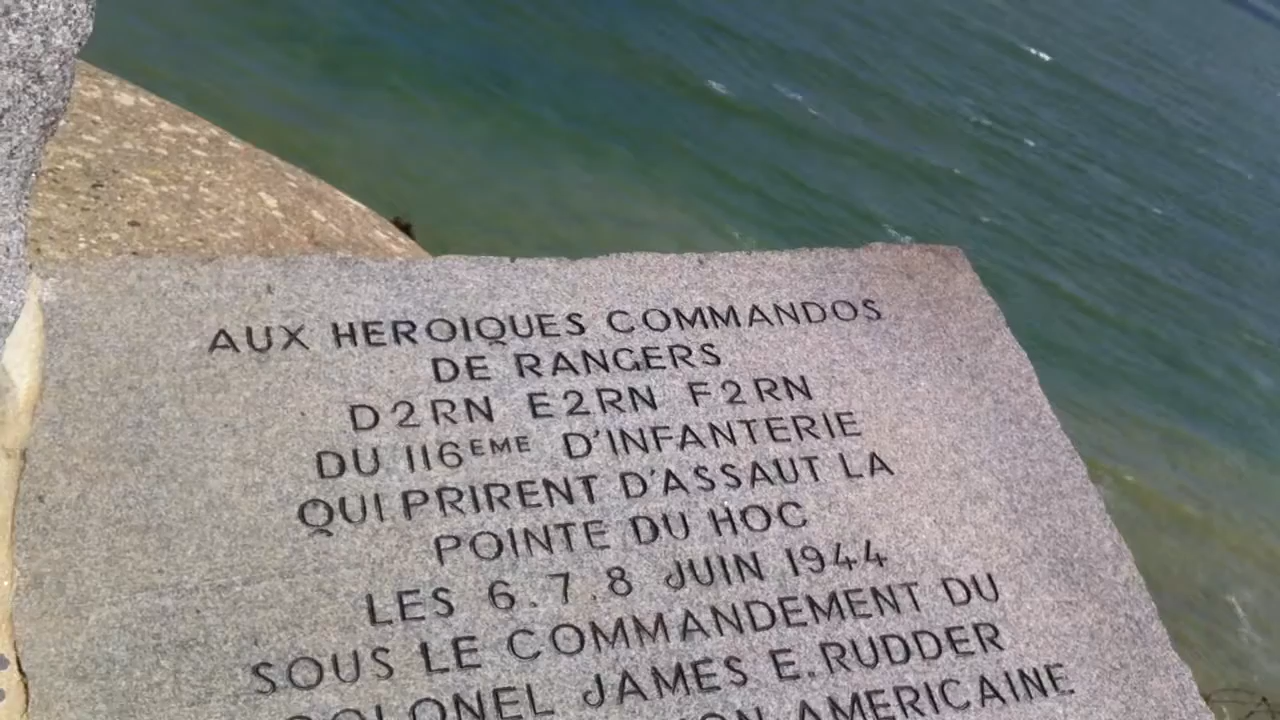 AUX HEROIQUES COMMANDOS
DE RANGERS
D2RN E2RN F2RN
DU 116EME D'INFANTERIE
QUI PRIRENT D'ASSAUT LA
POINTE DU HOC
LES 6.7.8 JUIN 1944
SOUS LE COMMANDEMENT DU
COLONEL JAMES E. RUDDER
AMERICAINE